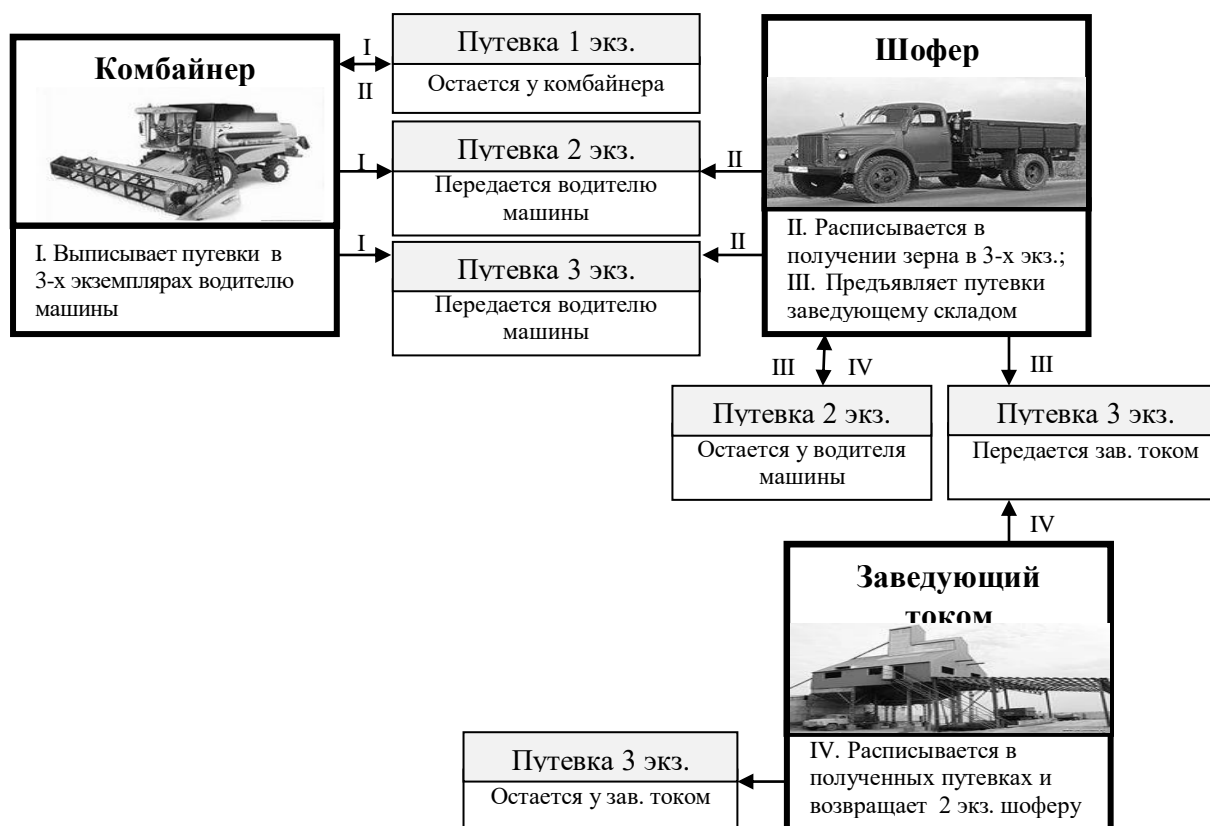 Комбайнер
I. Выписывает путевки в
3-х экземплярах водителю
машины
I
II
I
I
Путевка 1 экз.
Остается у комбайнера
Путевка 2 экз.
Передается водителю
машины
Путевка 3 экз.
Передается водителю
машины
II
II
Шофер
II. Расписывается в
получении зерна в 3-х экз.;
III. Предъявляет путевки
заведующему складом
III
IV
III
Путевка 2 экз.
Остается у водителя
машины
Путевка 3 экз.
Передается зав. током
IV
Заведующий
током
IV. Расписывается в
полученных путевках и
возвращает 2 экз. шоферу
Путевка 3 экз.
Остается у зав. током